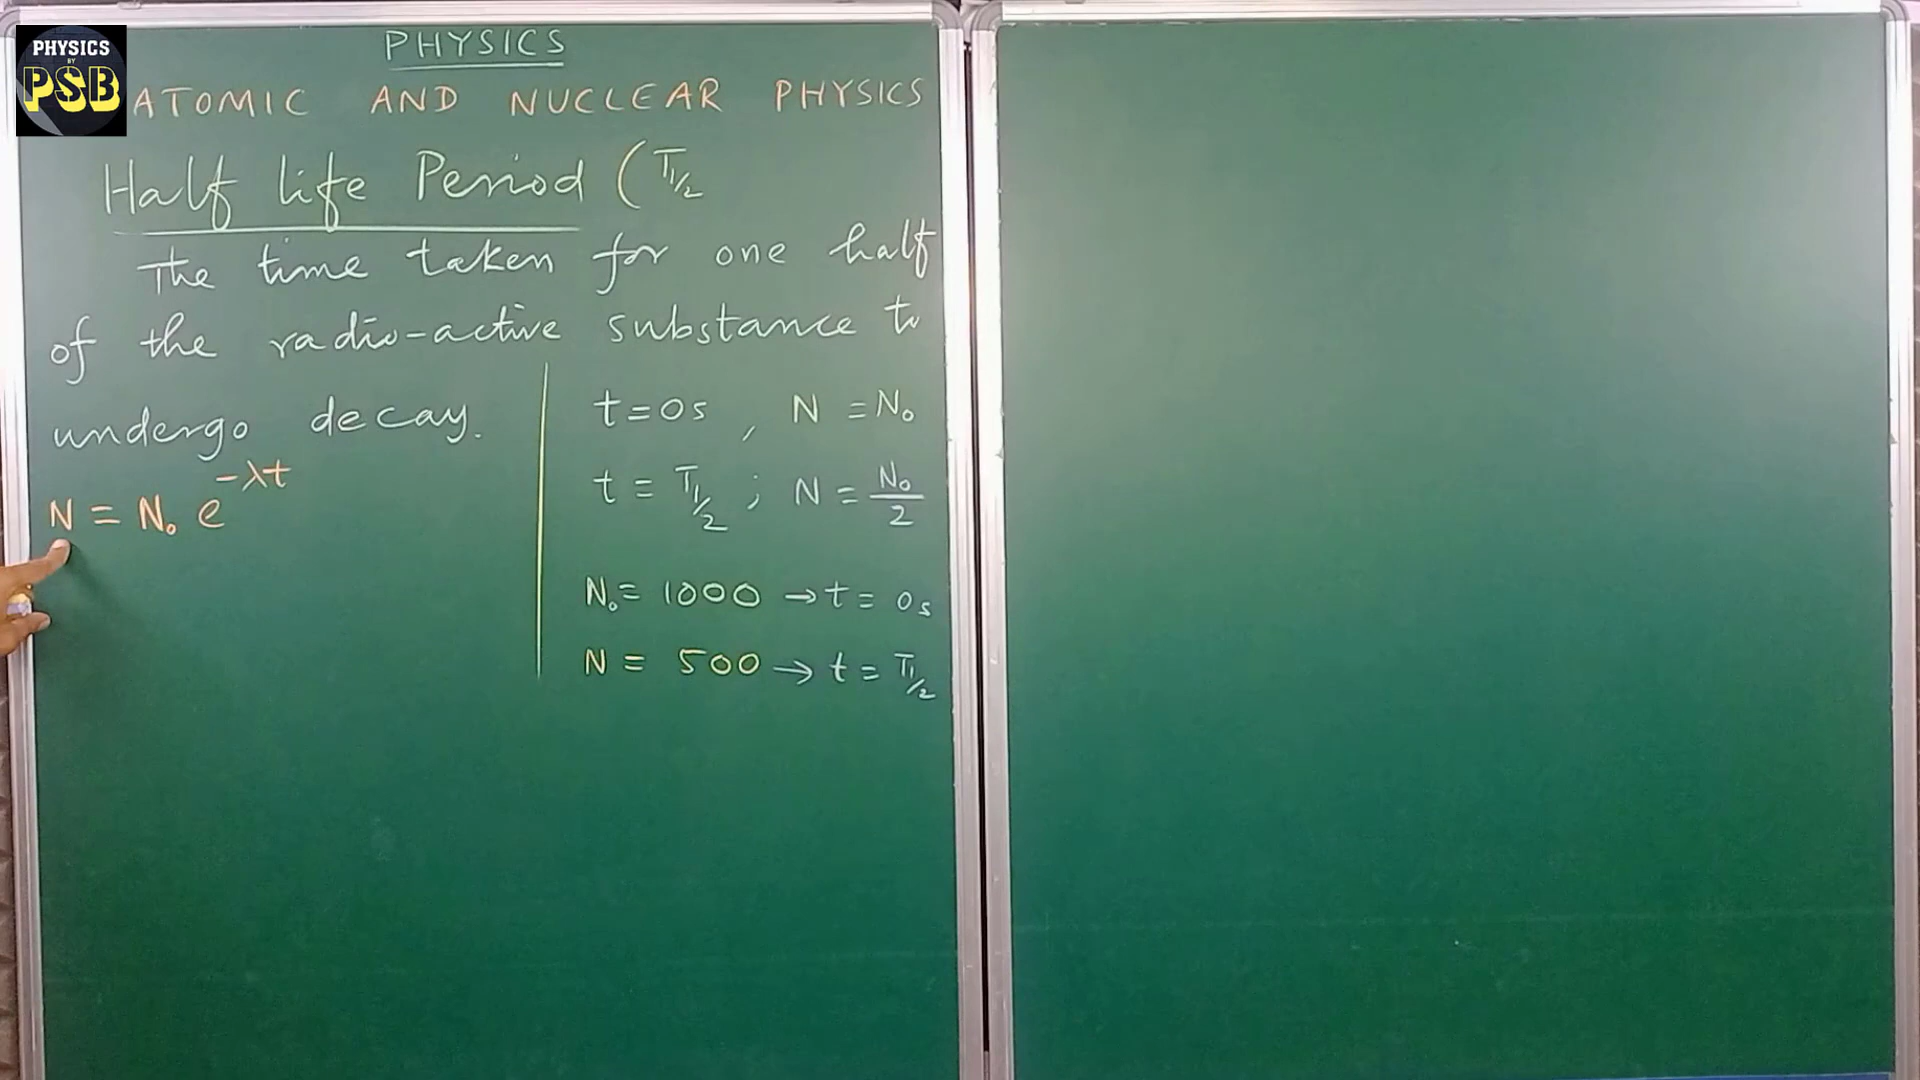 PHYSICS
BY
PSB
PHYSICS
ATOMIC AND NUCLEAR PHYSICS
Half life Period (T1/2
The time taken for one half
of the radio-active substance to
undergo decay.
N = N₀ e^-λt
t = 0s , N = N₀
t = T1/2 ; N = N₀/2
N₀ = 1000 → t = 0s
N = 500 → t = T1/2